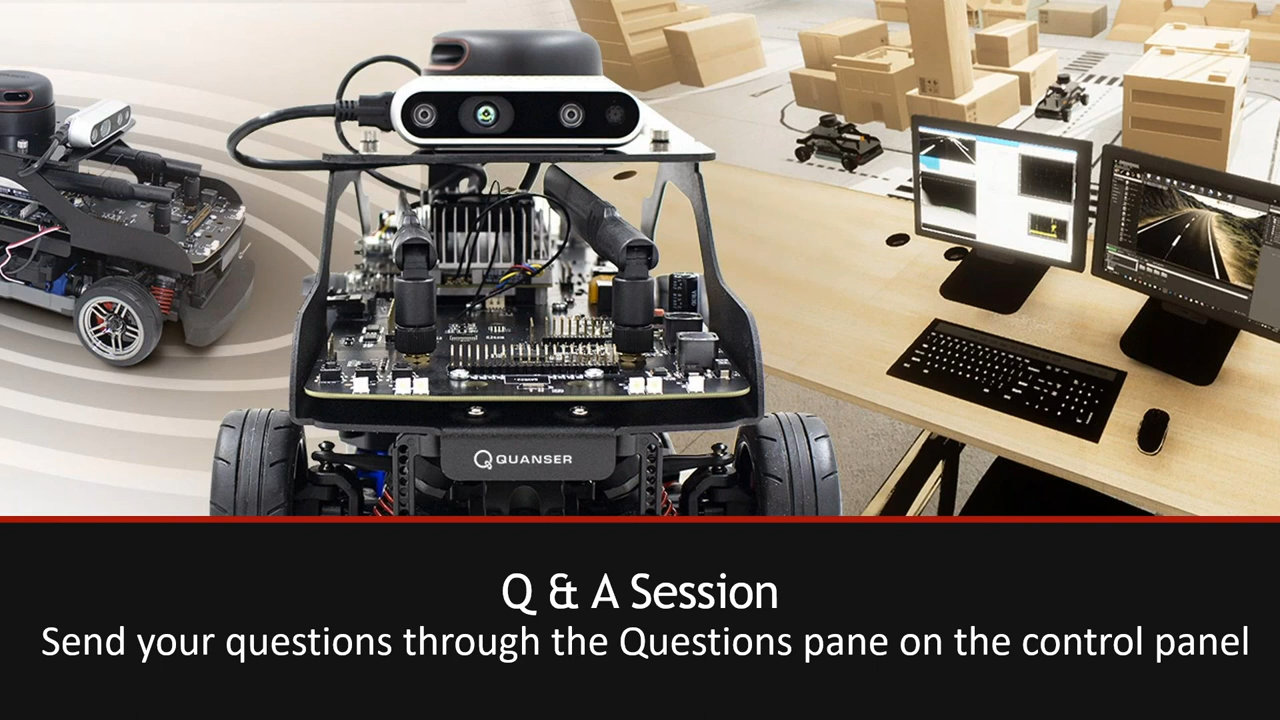 QUANSER
Q & A Session
Send your questions through the Questions pane on the control panel